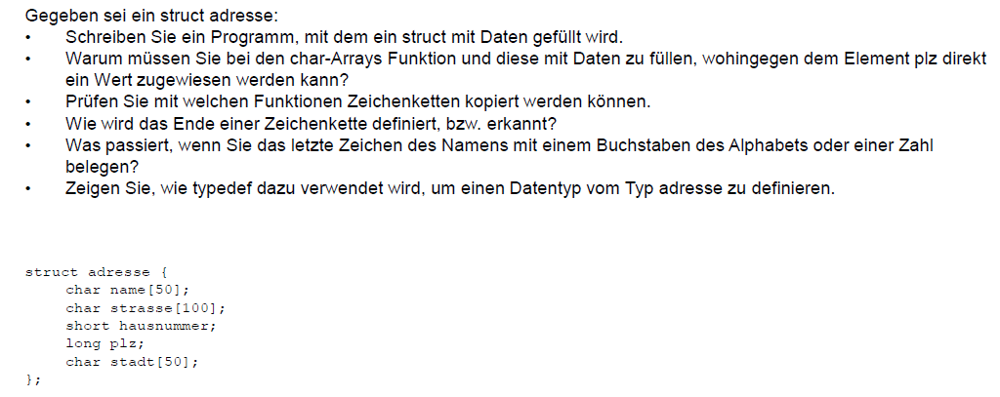 Gegeben sei ein struct adresse:
• Schreiben Sie ein Programm, mit dem ein struct mit Daten gefüllt wird.
• Warum müssen Sie bei den char-Arrays Funktion und diese mit Daten zu füllen, wohingegen dem Element plz direkt
ein Wert zugewiesen werden kann?
• Prüfen Sie mit welchen Funktionen Zeichenketten kopiert werden können.
• Wie wird das Ende einer Zeichenkette definiert, bzw. erkannt?
• Was passiert, wenn Sie das letzte Zeichen des Namens mit einem Buchstaben des Alphabets oder einer Zahl
belegen?
• Zeigen Sie, wie typedef dazu verwendet wird, um einen Datentyp vom Typ adresse zu definieren.
struct adresse {
char name[50];
char strasse[100];
short hausnummer;
long plz;
char stadt[50];
};